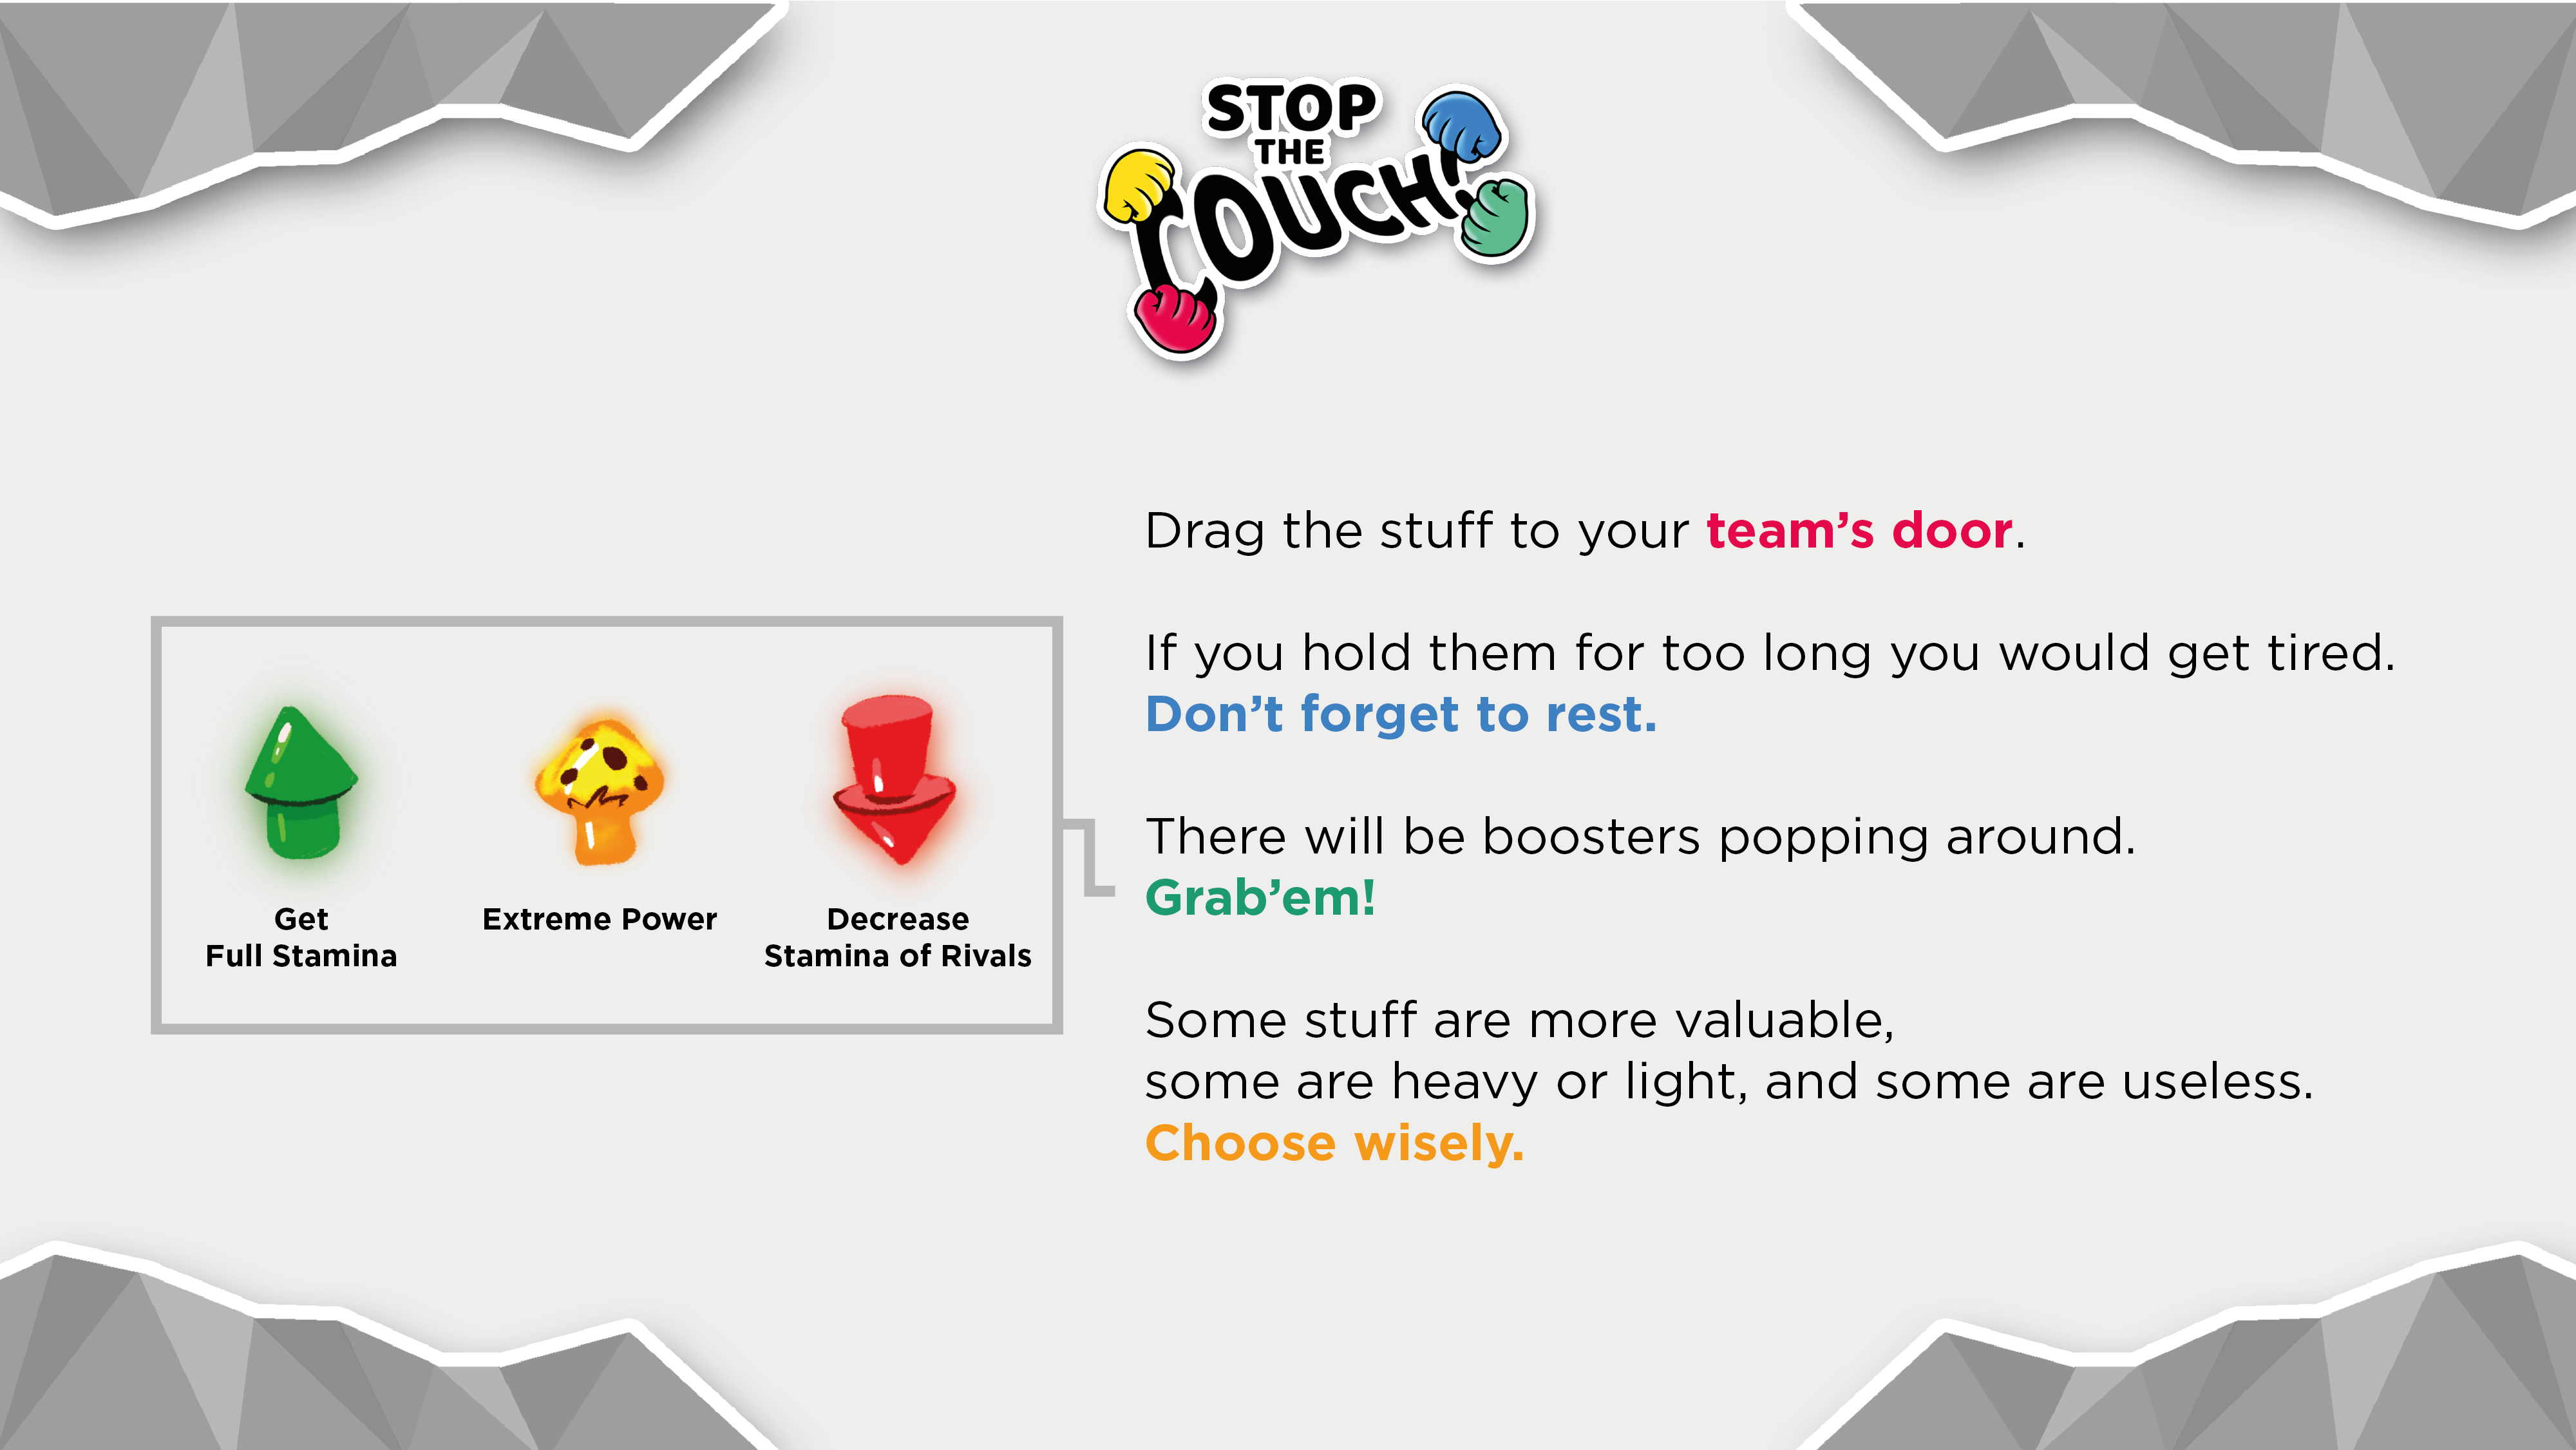 STOP
THE
COUCH!
Drag the stuff to your team’s door.
If you hold them for too long you would get tired.
Don’t forget to rest.
There will be boosters popping around.
Grab’em!
Get
Full Stamina
Extreme Power
Decrease
Stamina of Rivals
Some stuff are more valuable,
some are heavy or light, and some are useless.
Choose wisely.